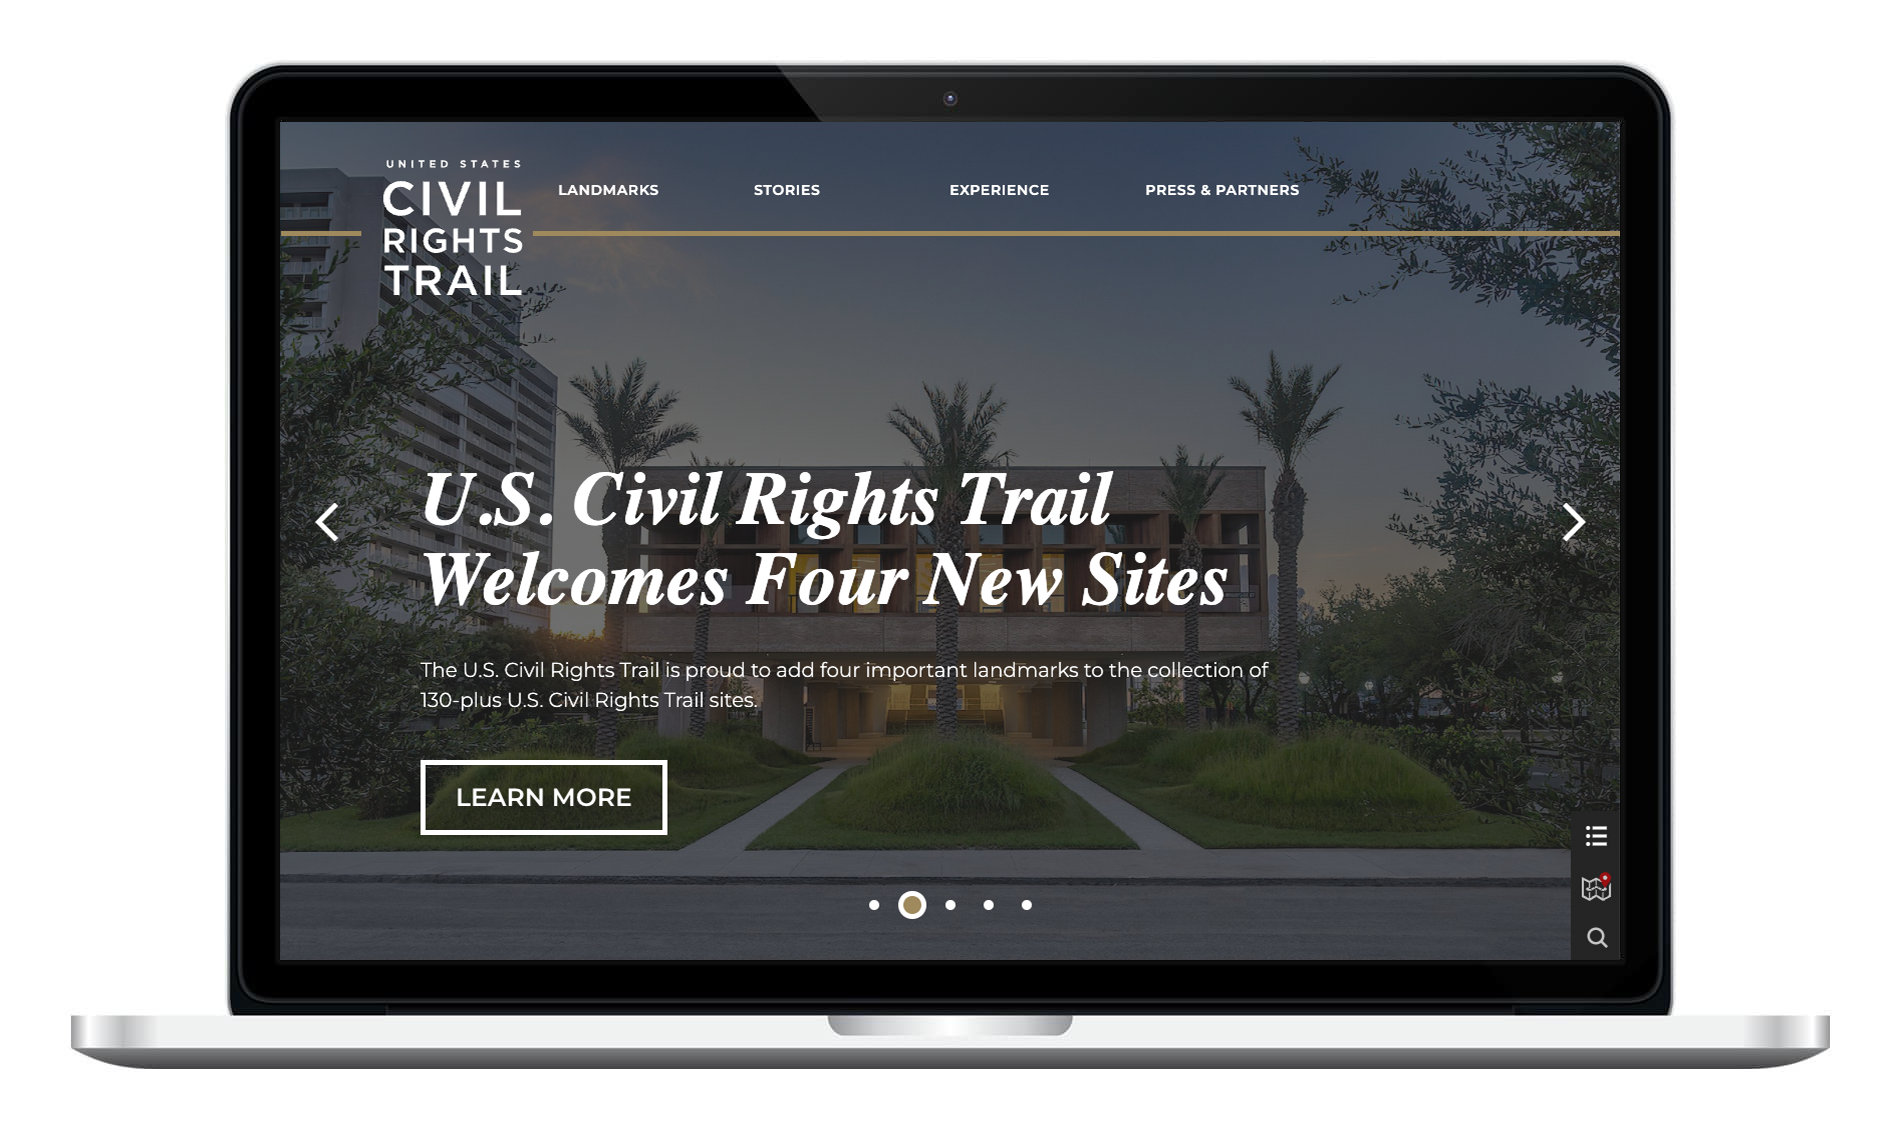 UNITED STATES
CIVIL
RIGHTS
TRAIL
LANDMARKS
STORIES
EXPERIENCE
PRESS & PARTNERS
U.S. Civil Rights Trail
Welcomes Four New Sites
The U.S. Civil Rights Trail is proud to add four important landmarks to the collection of
130-plus U.S. Civil Rights Trail sites.
LEARN MORE